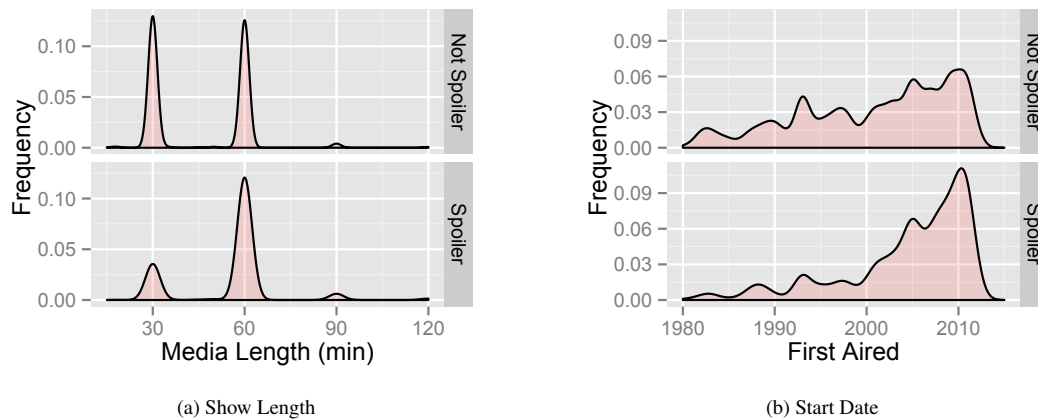 Frequency
0.10
0.05
0.00
Not Spoiler
0.10
0.05
0.00
Spoiler
30 60 90 120
Media Length (min)
(a) Show Length
Frequency
0.09
0.06
0.03
0.00
Not Spoiler
0.09
0.06
0.03
0.00
Spoiler
1980 1990 2000 2010
First Aired
(b) Start Date